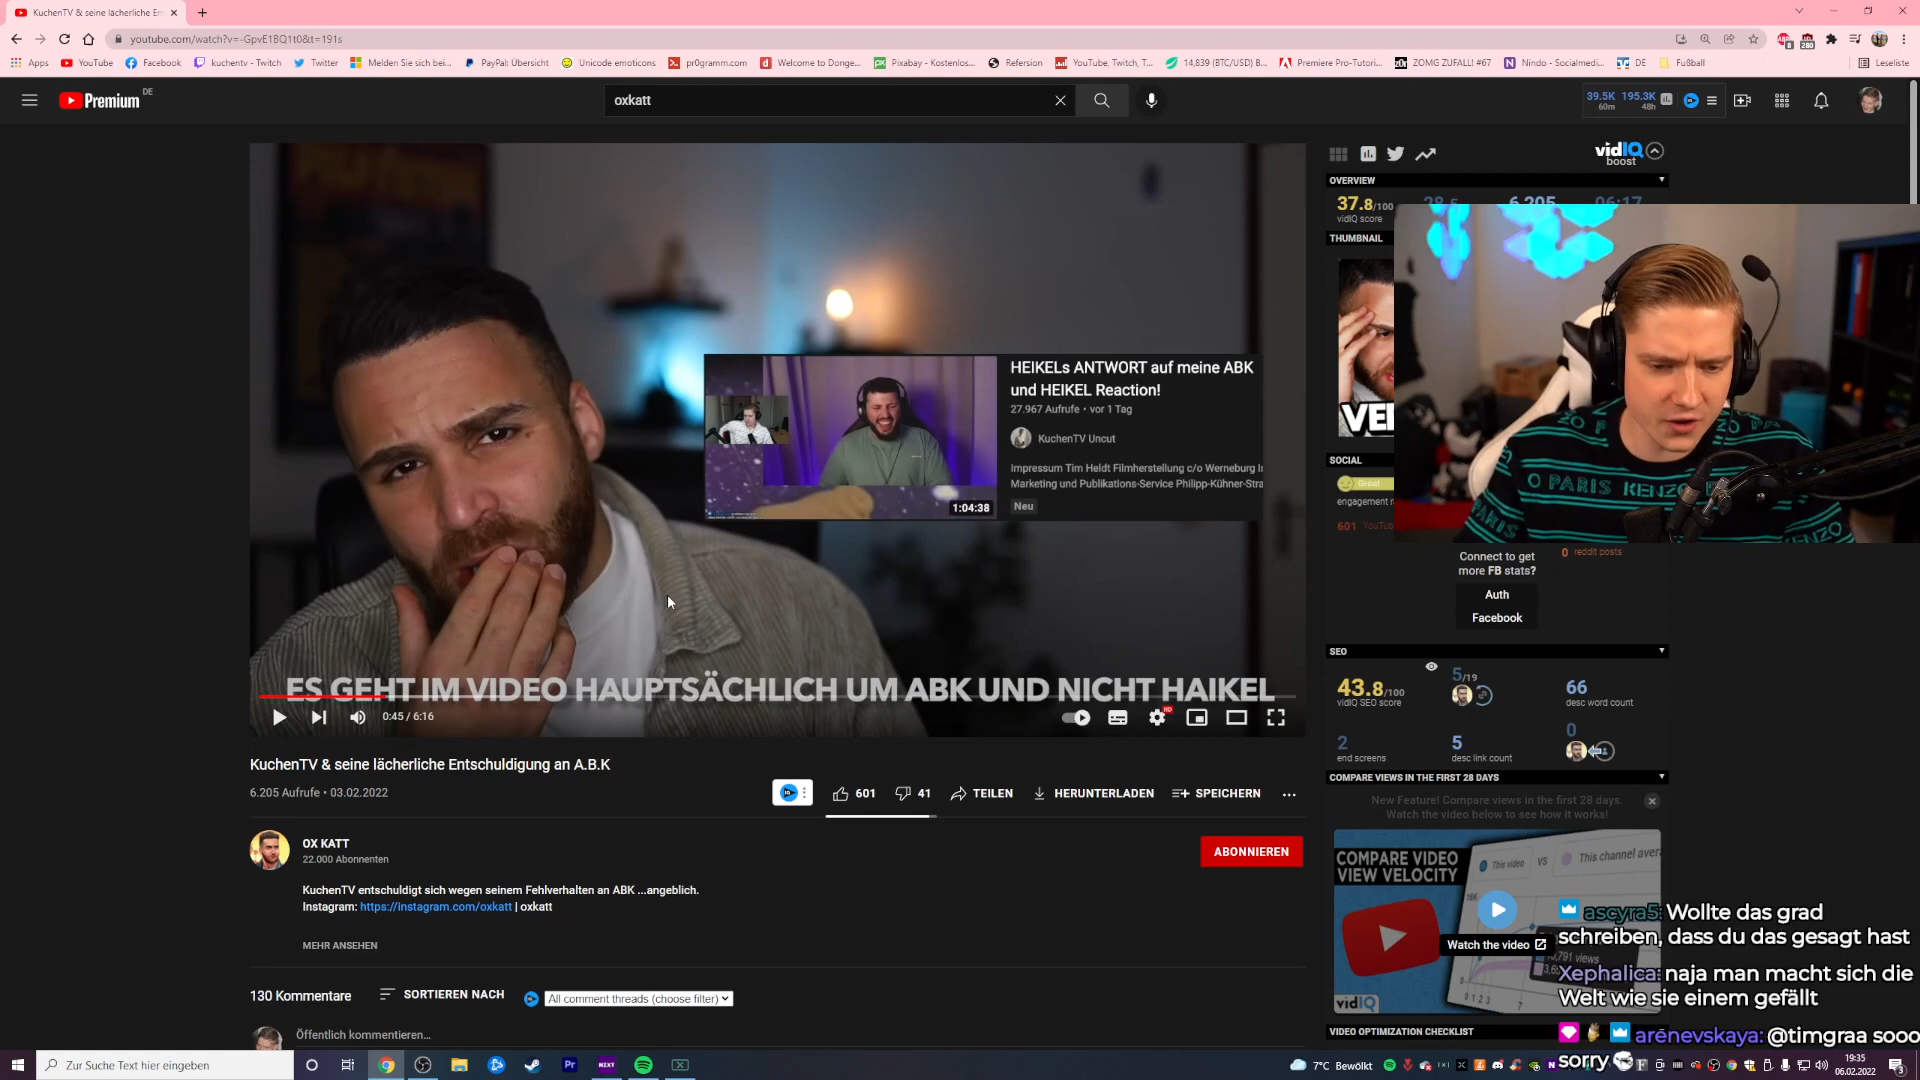 KuchenTV & seine lächerliche En
youtube.com/watch?v=-GpvE1BQ1t0&t=191s
Apps
YouTube
Facebook
kuchentv - Twitch
Twitter
Melden Sie sich bei...
PayPal: Übersicht
Unicode emoticons
pr0gramm.com
Welcome to Donge...
Pixabay - Kostenlos...
Refersion
YouTube, Twitch, T...
14,839 (BTC/USD) B...
Premiere Pro-Tutori...
ZOMG ZUFALL! #67
Nindo - Socialmedi...
DE
Fußball
Leseliste
Premium
DE
oxkatt
39.5K
60m
195.3K
48h
vidIQ
boost
OVERVIEW
37.8/100
vidIQ score
6.205
06:17
THUMBNAIL
HEIKELs ANTWORT auf meine ABK
und HEIKEL Reaction!
27.967 Aufrufe • vor 1 Tag
KuchenTV Uncut
Impressum Tim Heldt Filmherstellung c/o Werneburg
Marketing und Publikations-Service Philipp-Kühner-Stra
Neu
1:04:38
SOCIAL
Great
engagement
601
0 reddit posts
Connect to get
more FB stats?
Auth
Facebook
PARIS KENZO
ES GEHT IM VIDEO HAUPTSÄCHLICH UM ABK UND NICHT HAIKEL
0:45 / 6:16
HD
SEO
43.8/100
vidIQ SEO score
5/19
66
desc word count
2
end screens
5
desc link count
0
COMPARE VIEWS IN THE FIRST 28 DAYS
New Feature! Compare views in the first 28 days.
Watch the video below to see how it works!
COMPARE VIDEO
VIEW VELOCITY
This video
VS
This channel aver
Watch the video
vidIQ
VIDEO OPTIMIZATION CHECKLIST
KuchenTV & seine lächerliche Entschuldigung an A.B.K
6.205 Aufrufe • 03.02.2022
601
41
TEILEN
HERUNTERLADEN
SPEICHERN
OX KATT
22.000 Abonnenten
ABONNIEREN
KuchenTV entschuldigt sich wegen seinem Fehlverhalten an ABK ...angeblich.
Instagram: https://instagram.com/oxkatt | oxkatt
MEHR ANSEHEN
130 Kommentare
SORTIEREN NACH
All comment threads (choose filter)
Öffentlich kommentieren...
ascyra5: Wollte das grad
schreiben, dass du das gesagt hast
Xephalica: naja man macht sich die
Welt wie sie einem gefällt
arenevskaya: @timgraa sooo
sorry
Zur Suche Text hier eingeben
7°C Bewölkt
19:35
06.02.2022